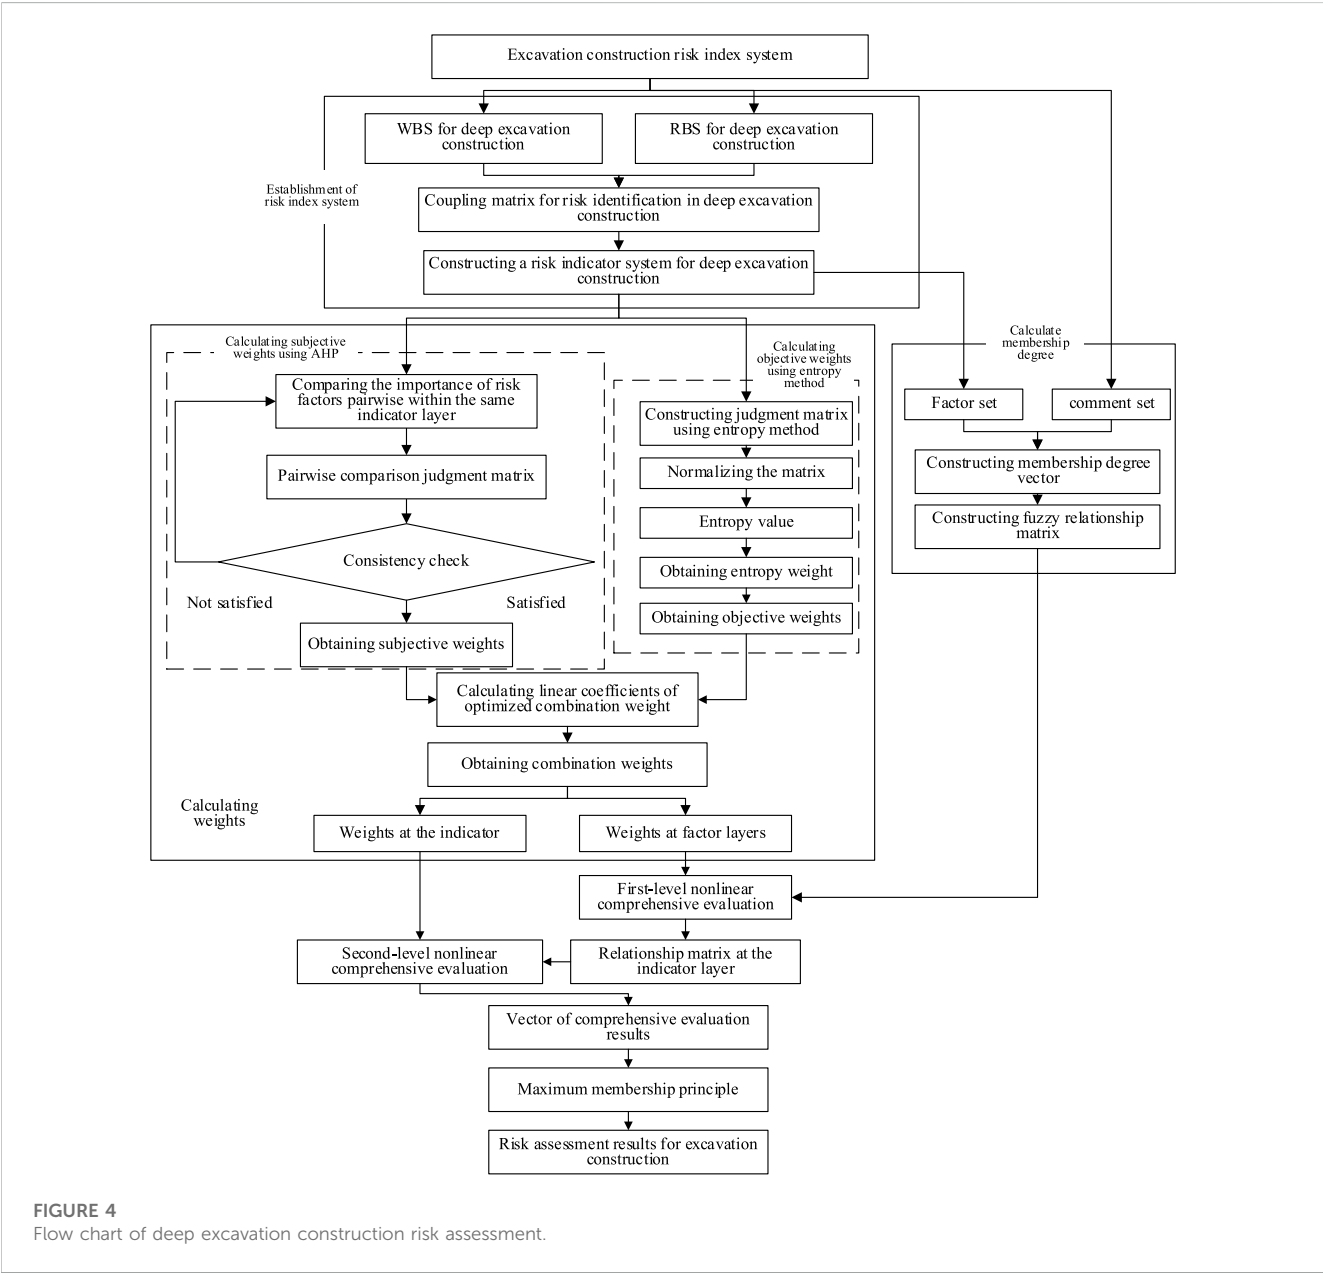 Excavation construction risk index system
WBS for deep excavation
construction
RBS for deep excavation
construction
Establishment of
risk index system
Coupling matrix for risk identification in deep excavation
construction
Constructing a risk indicator system for deep excavation
construction
Calculating subjective
weights using AHP
Calculating
objective weights
using entropy
method
Calculate
membership
degree
Comparing the importance of risk
factors pairwise within the same
indicator layer
Constructing judgment matrix
using entropy method
Factor set
comment set
Pairwise comparison judgment matrix
Normalizing the matrix
Constructing membership degree
vector
Entropy value
Constructing fuzzy relationship
matrix
Consistency check
Obtaining entropy weight
Not satisfied
Satisfied
Obtaining objective weights
Obtaining subjective weights
Calculating linear coefficients of
optimized combination weight
Obtaining combination weights
Calculating
weights
Weights at the indicator
Weights at factor layers
First-level nonlinear
comprehensive evaluation
Second-level nonlinear
comprehensive evaluation
Relationship matrix at the
indicator layer
Vector of comprehensive evaluation
results
Maximum membership principle
Risk assessment results for excavation
construction
FIGURE 4
Flow chart of deep excavation construction risk assessment.